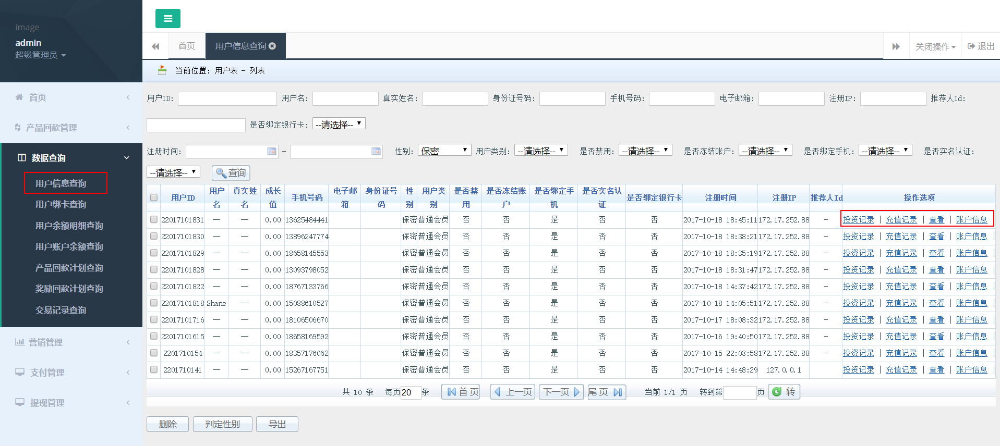 image
admin
超级管理员
首页
产品回款管理
数据查询
用户信息查询
用户绑卡查询
用户余额明细查询
用户账户余额查询
产品回款计划查询
奖励回款计划查询
交易记录查询
营销管理
支付管理
提现管理
首页 用户信息查询 关闭操作 退出
当前位置: 用户表 - 列表
用户ID: 用户名: 真实姓名: 身份证号码: 手机号码: 电子邮箱: 注册IP: 推荐人Id:
是否绑定银行卡: --请选择--
注册时间: - 性别: 保密 用户类别: --请选择-- 是否禁用: --请选择-- 是否冻结账户: --请选择-- 是否绑定手机: --请选择-- 是否实名认证:
--请选择-- 查询
用户ID 用户名 真实姓名 成长值 手机号码 电子邮箱 身份证号码 性别 用户类别 是否禁用 是否冻结账户 是否绑定手机 是否实名认证 是否绑定银行卡 注册时间 注册IP 推荐人Id 操作选项
22017101831 — — 0.00 13625484441 保密 普通会员 否 否 是 否 否 2017-10-18 18:45:11 172.17.252.88 - 投资记录 | 充值记录 | 查看 | 账户信息
22017101830 — — 0.00 13896247774 保密 普通会员 否 否 是 否 否 2017-10-18 18:38:21 172.17.252.88 - 投资记录 | 充值记录 | 查看 | 账户信息 |
22017101829 — — 0.00 18658145553 保密 普通会员 否 否 是 否 否 2017-10-18 18:35:19 172.17.252.88 - 投资记录 | 充值记录 | 查看 | 账户信息 |
22017101828 — — 0.00 13093798052 保密 普通会员 否 否 是 否 否 2017-10-18 18:31:47 172.17.252.88 - 投资记录 | 充值记录 | 查看 | 账户信息 |
22017101822 — — 0.00 18767133766 保密 普通会员 否 否 是 否 否 2017-10-18 14:37:42 172.17.252.88 - 投资记录 | 充值记录 | 查看 | 账户信息 |
22017101818 Shane — 0.00 15088610527 保密 普通会员 否 否 是 否 否 2017-10-18 14:05:51 172.17.252.88 - 投资记录 | 充值记录 | 查看 | 账户信息 |
22017101716 — — 0.00 18106506670 保密 普通会员 否 否 是 否 否 2017-10-17 18:08:32 172.17.252.88 - 投资记录 | 充值记录 | 查看 | 账户信息 |
22017101615 — — 0.00 18658169592 保密 普通会员 否 否 是 否 否 2017-10-16 19:40:50 172.17.252.88 - 投资记录 | 充值记录 | 查看 | 账户信息 |
2201710154 — — 0.00 18357176062 保密 普通会员 否 否 是 否 否 2017-10-15 22:03:58 172.17.252.88 - 投资记录 | 充值记录 | 查看 | 账户信息 |
2201710141 — — 0.00 15267167751 保密 普通会员 否 否 是 否 否 2017-10-14 14:48:29 127.0.0.1 投资记录 | 充值记录 | 查看 | 账户信息 |
共 10 条 每页 20 条 首页 上一页 下一页 尾页 当前 1/1 页 转到第 页 转
删除 判定性别 导出